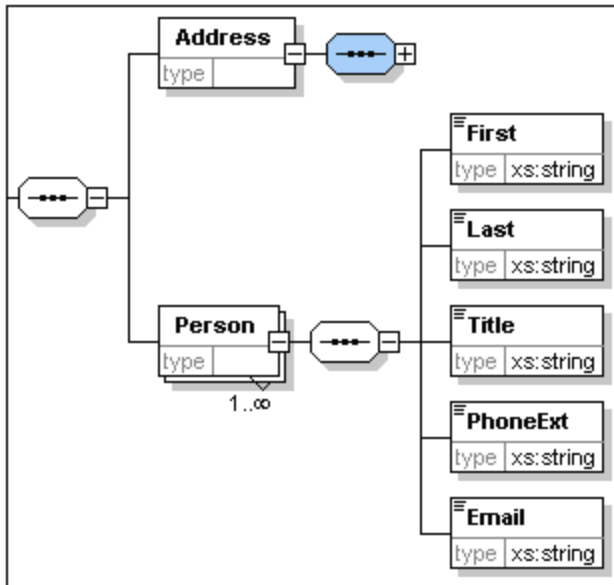 Address
type
First
type xs:string
Last
type xs:string
Person
type
1..∞
Title
type xs:string
PhoneExt
type xs:string
Email
type xs:string